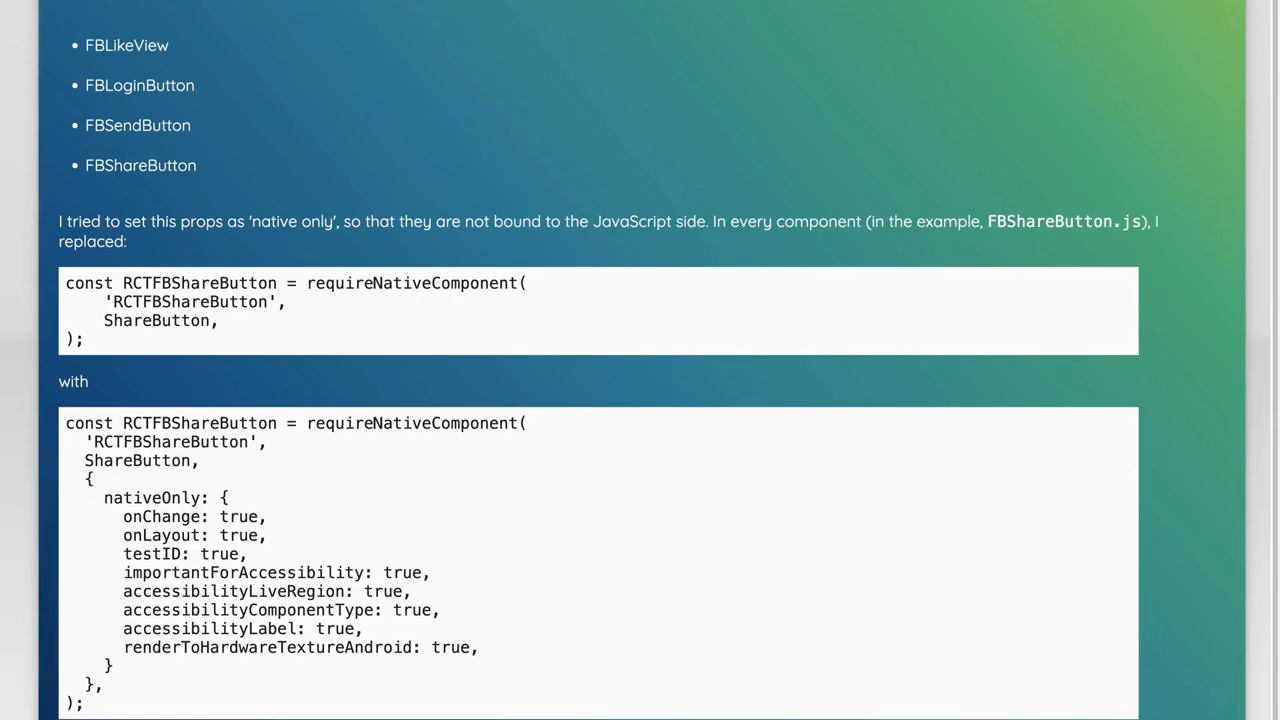 • FBLikeView
• FBLoginButton
• FBSendButton
• FBShareButton
I tried to set this props as 'native only', so that they are not bound to the JavaScript side. In every component (in the example, FBShareButton.js), I
replaced:
const RCTFBShareButton = requireNativeComponent(
    'RCTFBShareButton',
    ShareButton,
);
with
const RCTFBShareButton = requireNativeComponent(
  'RCTFBShareButton',
  ShareButton,
  {
    nativeOnly: {
      onChange: true,
      onLayout: true,
      testID: true,
      importantForAccessibility: true,
      accessibilityLiveRegion: true,
      accessibilityComponentType: true,
      accessibilityLabel: true,
      renderToHardwareTextureAndroid: true,
    }
  },
);